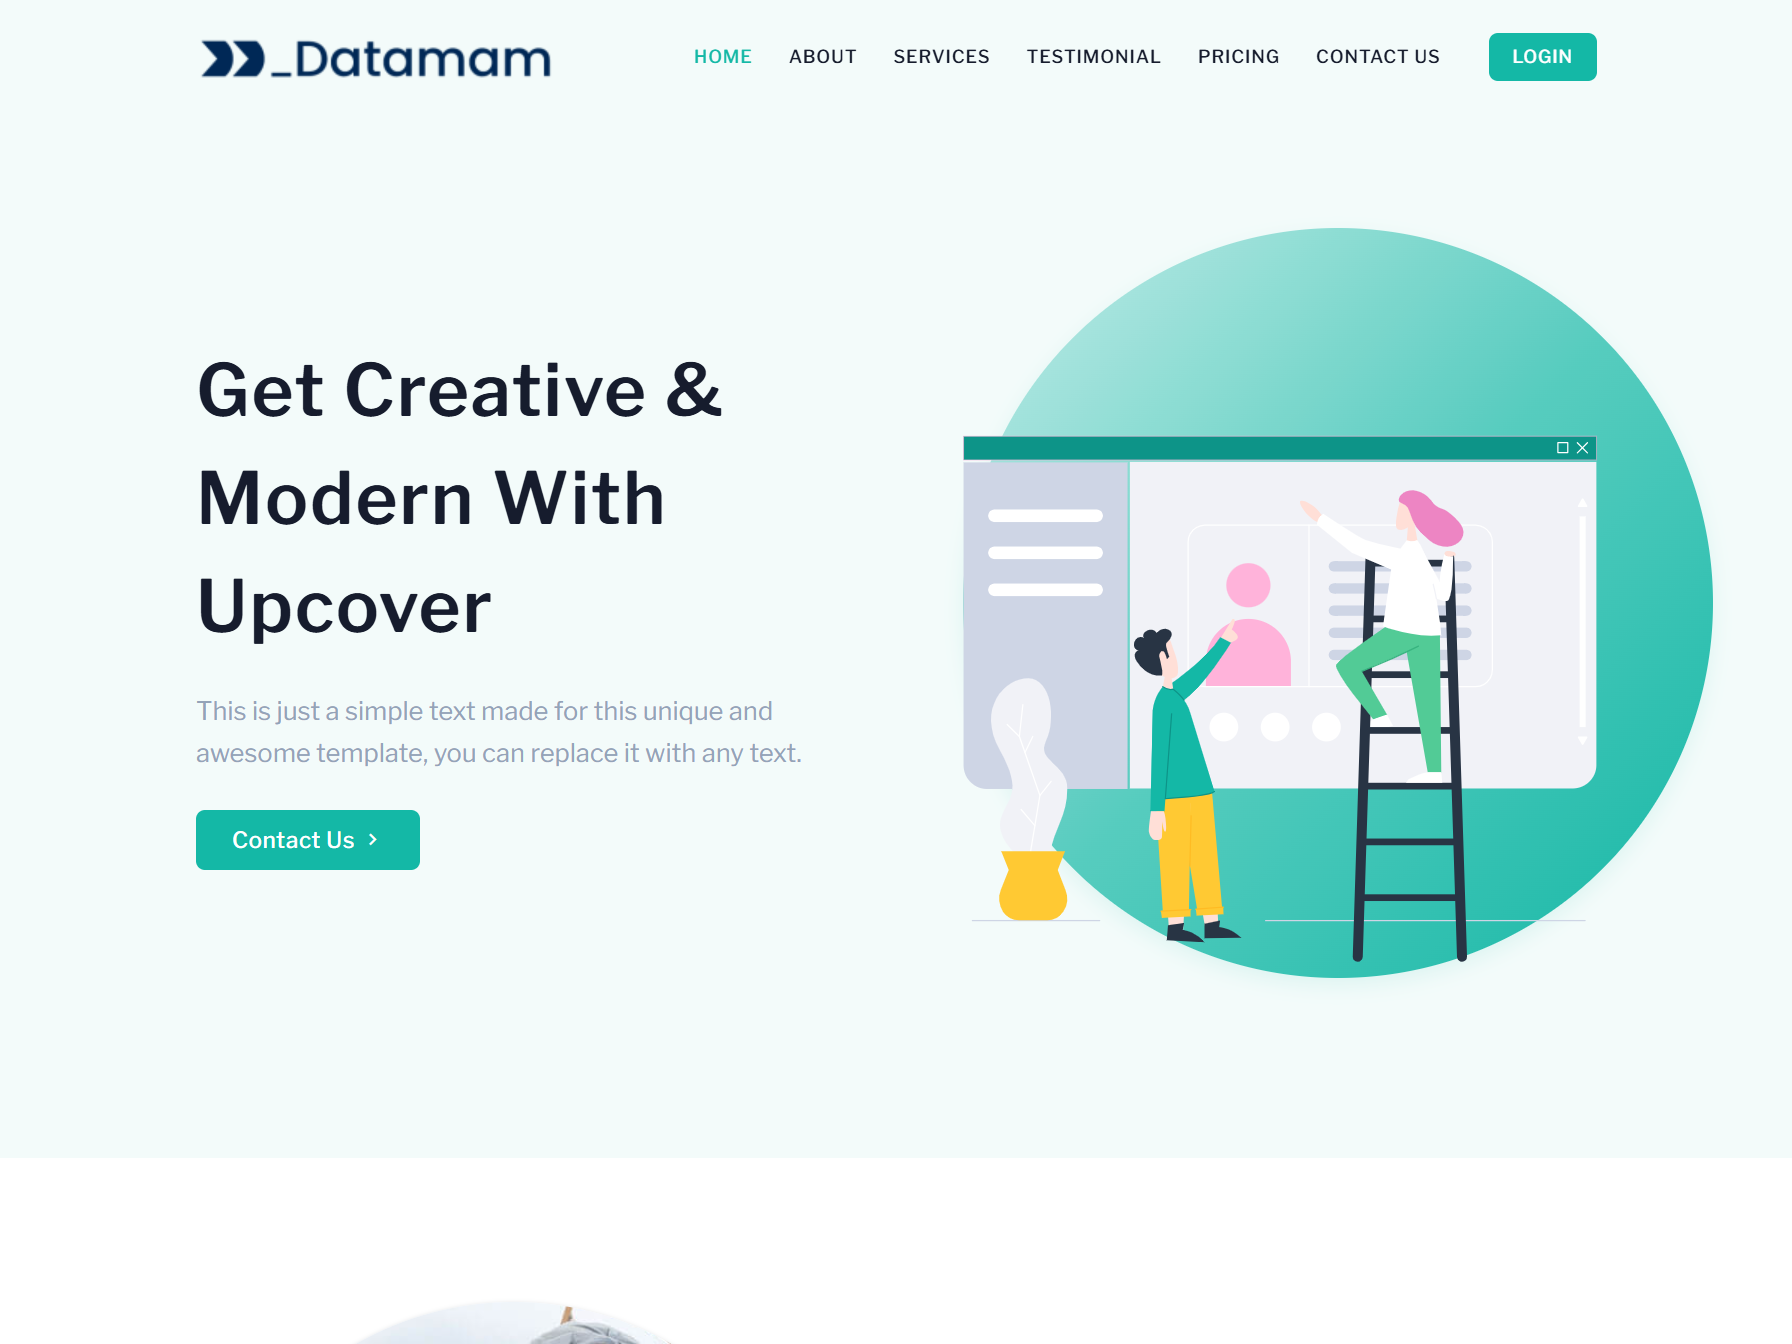 _Datamam
HOME ABOUT SERVICES TESTIMONIAL PRICING CONTACT US LOGIN
Get Creative &
Modern With
Upcover
This is just a simple text made for this unique and
awesome template, you can replace it with any text.
Contact Us